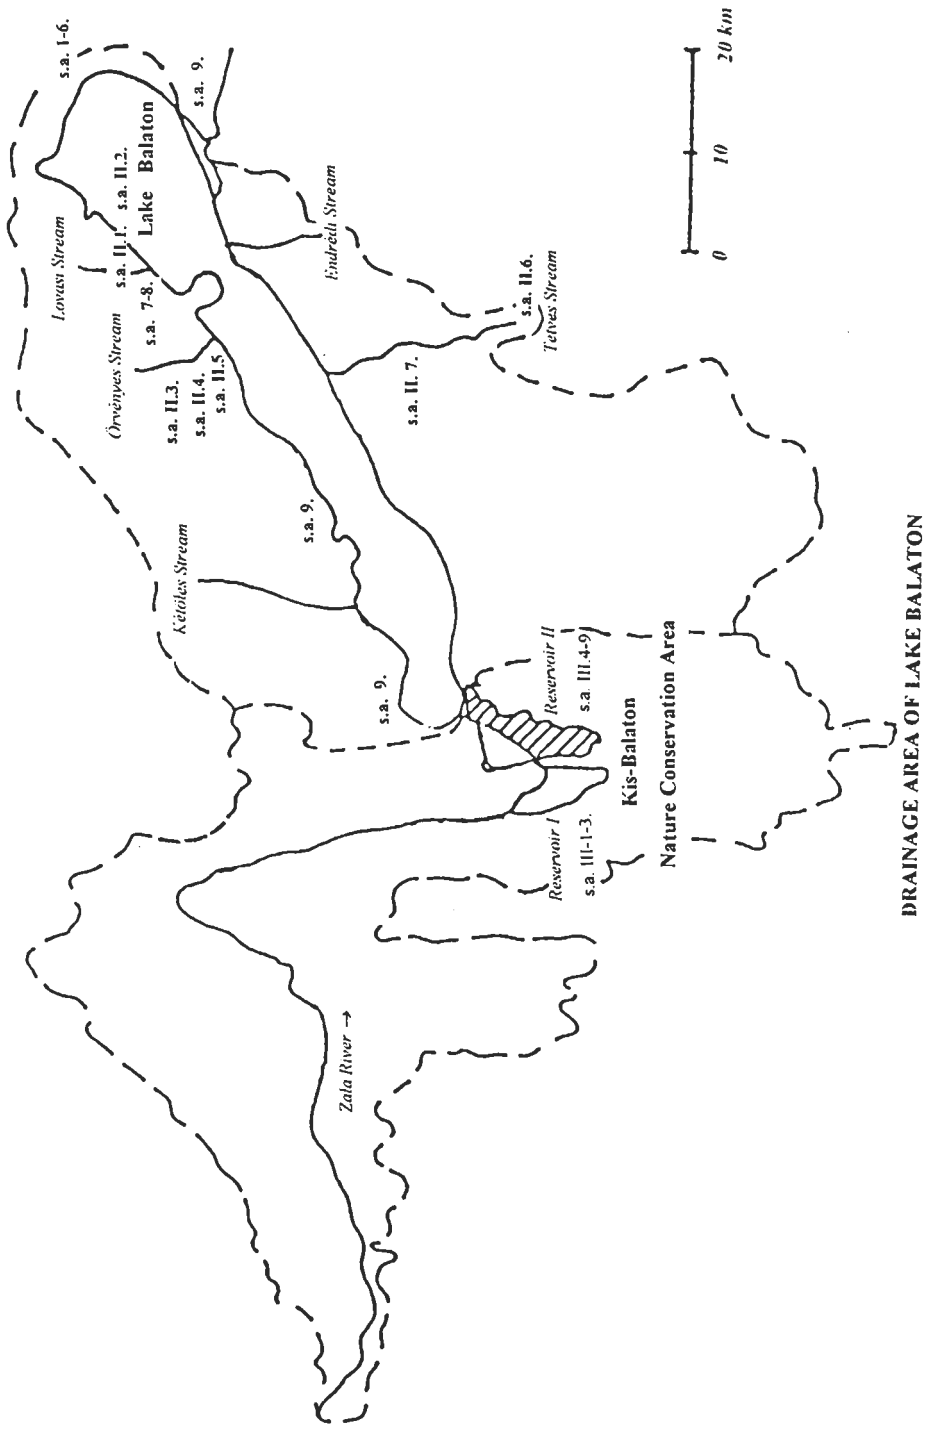 s.a. I-6.
Lovasi Stream
s.a. II.1.
s.a. II.2.
Lake Balaton
s.a. 9.
Örvényes Stream
s.a. 7-8.
s.a. II.3.
s.a. II.4.
s.a. II.5
Endrédi Stream
s.a. II.6.
Tetves Stream
s.a. II. 7.
0
10
20 km
Kétöles Stream
s.a. 9.
s.a. 9.
Reservoir II
s.a. III.4-9
Kis-Balaton
Nature Conservation Area
Reservoir I
s.a. III-1-3.
Zala River →
DRAINAGE AREA OF LAKE BALATON